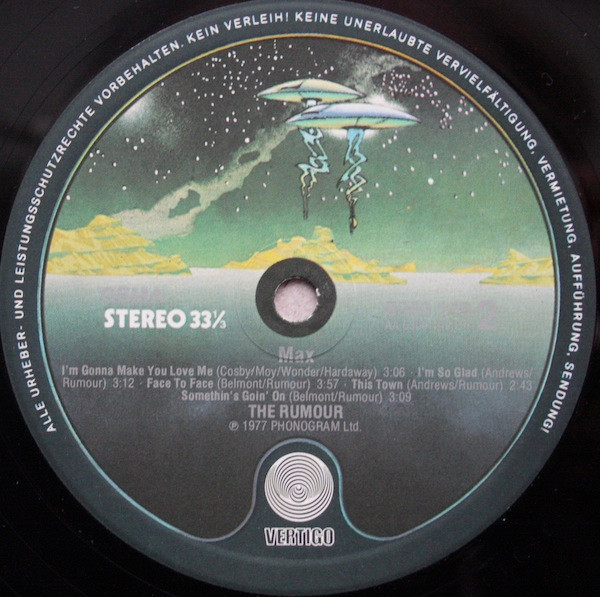 ALLE URHEBER- UND LEISTUNGSSCHUTZRECHTE VORBEHALTEN. KEIN VERLEIH! KEINE UNERLAUBTE VERVIELFÄLTIGUNG, VERMIETUNG, AUFFÜHRUNG, SENDUNG!
STEREO 33⅓
2
Max
I'm Gonna Make You Love Me (Cosby/Moy/Wonder/Hardaway) 3:06 · I'm So Glad (Andrews/
Rumour) 3:12 · Face To Face (Belmont/Rumour) 3:57 · This Town (Andrews/Rumour) 2:43
Somethin's Goin' On (Belmont/Rumour) 3:09
THE RUMOUR
℗ 1977 PHONOGRAM Ltd.
VERTIGO